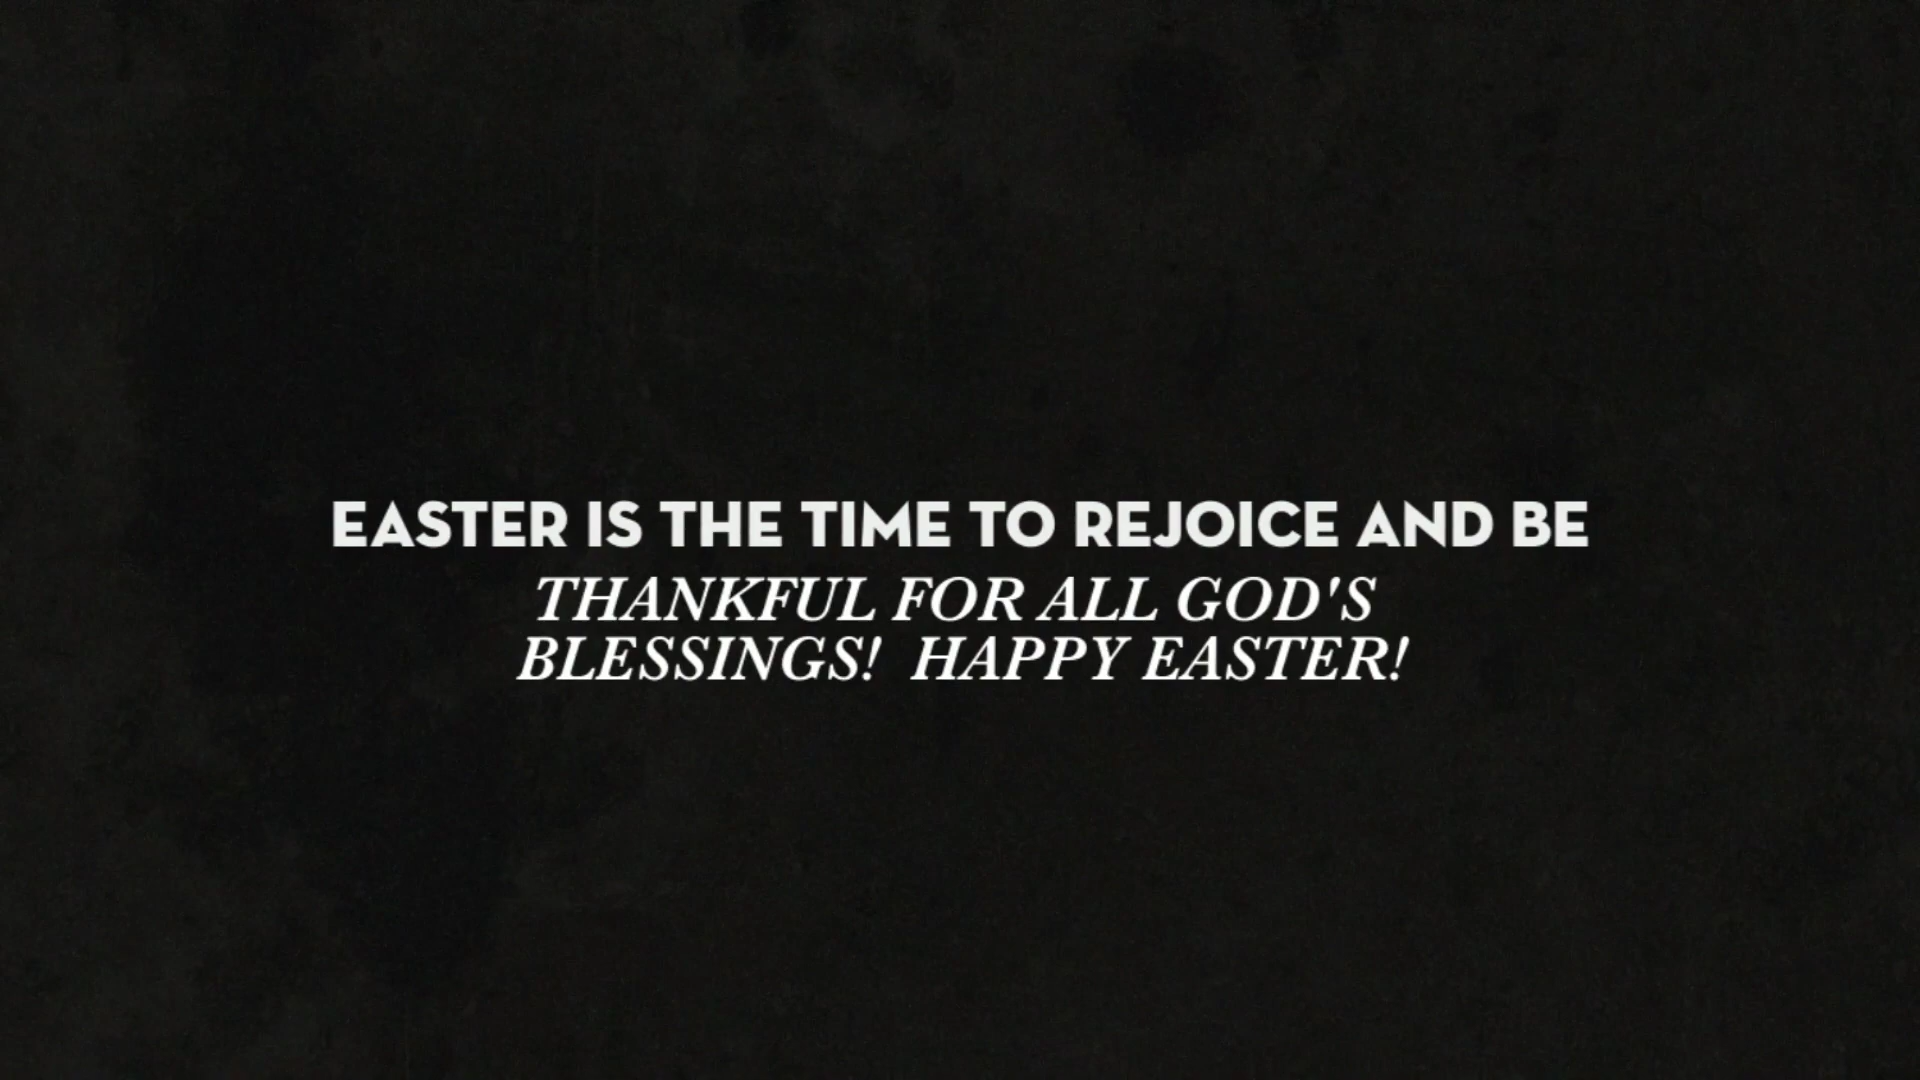 EASTER IS THE TIME TO REJOICE AND BE
THANKFUL FOR ALL GOD'S
BLESSINGS!  HAPPY EASTER!